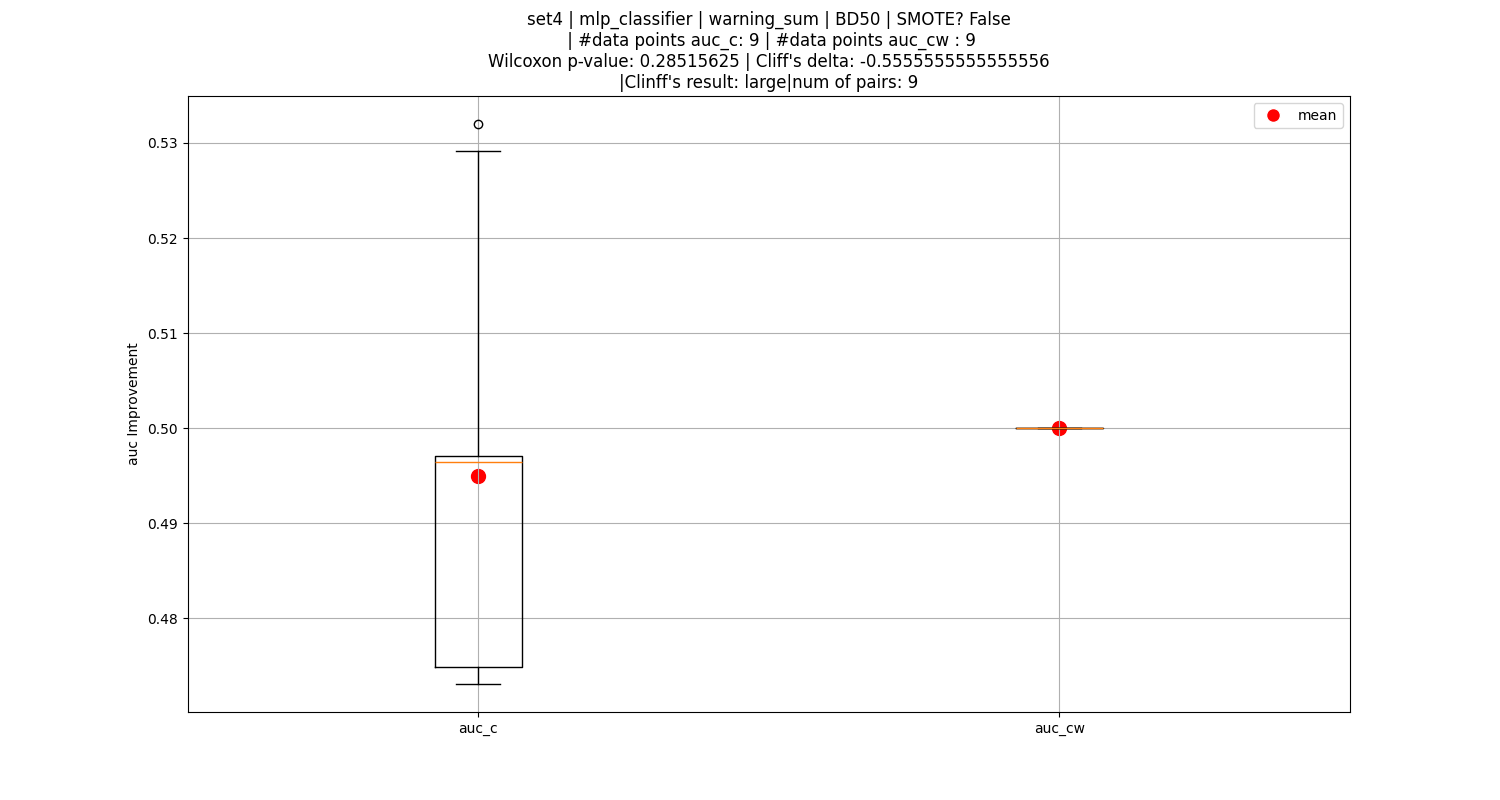 set4 | mlp_classifier | warning_sum | BD50 | SMOTE? False
| #data points auc_c: 9 | #data points auc_cw : 9
Wilcoxon p-value: 0.28515625 | Cliff's delta: -0.5555555555555556
|Clinff's result: large|num of pairs: 9
mean
0.53
0.52
0.51
0.50
0.49
0.48
auc Improvement
auc_c
auc_cw